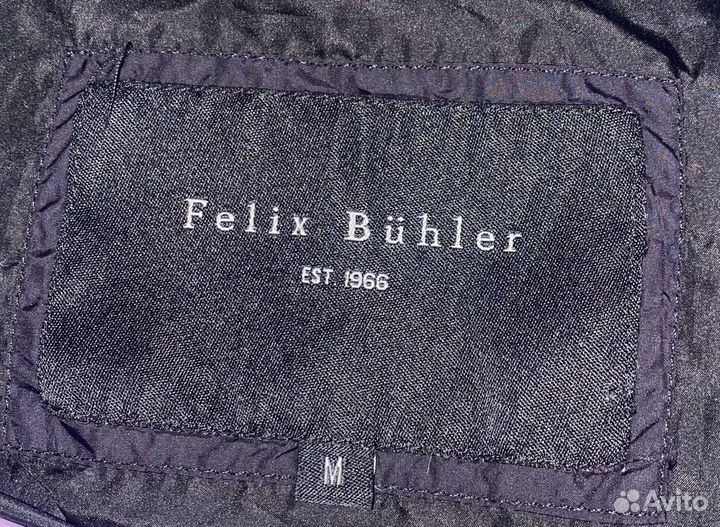 Felix Bühler
EST. 1966
M
Avito